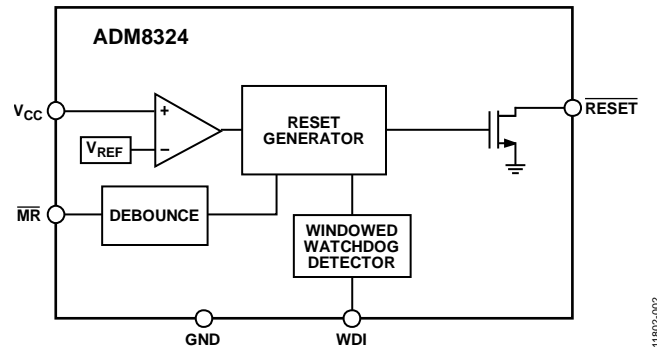 ADM8324
VCC
+
VREF
−
RESET
GENERATOR
RESET
MR
DEBOUNCE
WINDOWED
WATCHDOG
DETECTOR
GND
WDI
11802-002